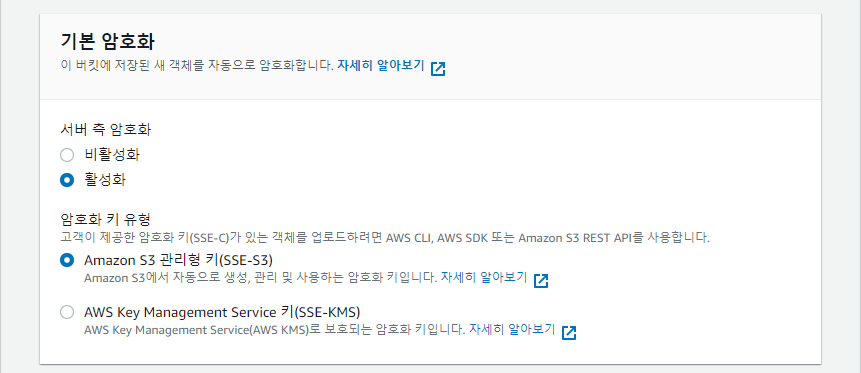 기본 암호화
이 버킷에 저장된 새 객체를 자동으로 암호화합니다. 자세히 알아보기
서버 측 암호화
비활성화
활성화
암호화 키 유형
고객이 제공한 암호화 키(SSE-C)가 있는 객체를 업로드하려면 AWS CLI, AWS SDK 또는 Amazon S3 REST API를 사용합니다.
Amazon S3 관리형 키(SSE-S3)
Amazon S3에서 자동으로 생성, 관리 및 사용하는 암호화 키입니다. 자세히 알아보기
AWS Key Management Service 키(SSE-KMS)
AWS Key Management Service(AWS KMS)로 보호되는 암호화 키입니다. 자세히 알아보기